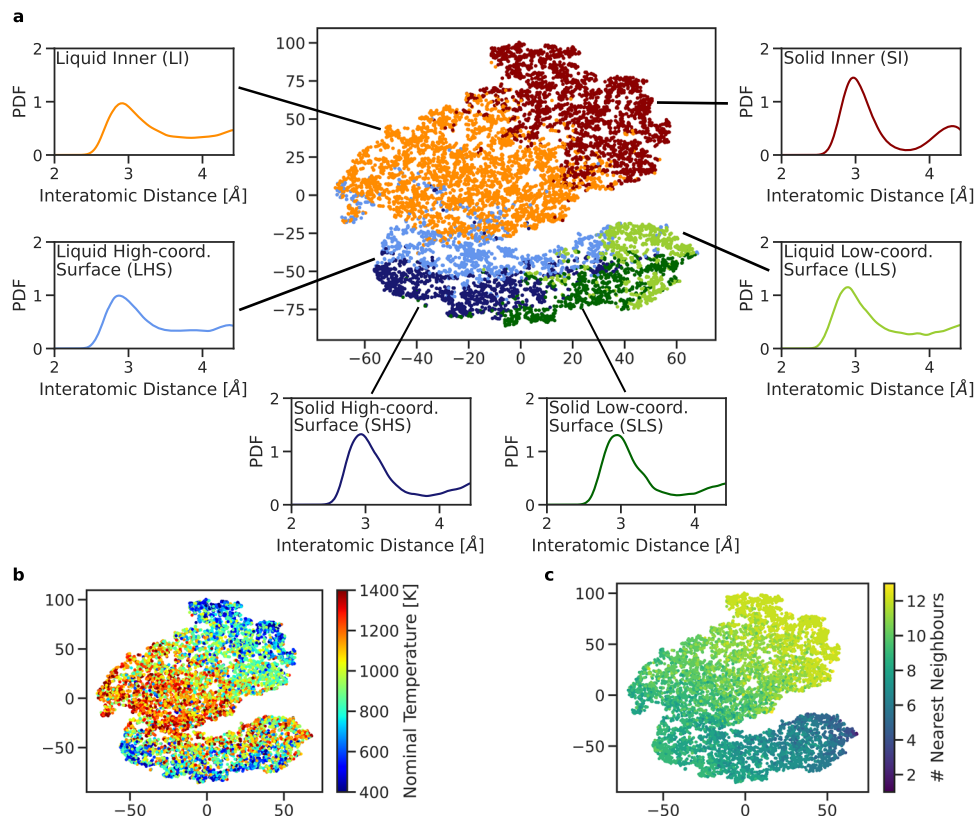 a
Liquid Inner (LI)
PDF
2
1
0
2
3
4
Interatomic Distance [Å]
100
75
50
25
0
−25
−50
−75
−60
−40
−20
0
20
40
60
Solid Inner (SI)
PDF
2
1
0
2
3
4
Interatomic Distance [Å]
Liquid High-coord.
Surface (LHS)
PDF
2
1
0
2
3
4
Interatomic Distance [Å]
Liquid Low-coord.
Surface (LLS)
PDF
2
1
0
2
3
4
Interatomic Distance [Å]
Solid High-coord.
Surface (SHS)
PDF
2
1
0
2
3
4
Interatomic Distance [Å]
Solid Low-coord.
Surface (SLS)
PDF
2
1
0
2
3
4
Interatomic Distance [Å]
b
100
50
0
−50
−50
0
50
1400
1200
1000
800
600
400
Nominal Temperature [K]
c
100
50
0
−50
−50
0
50
12
10
8
6
4
2
# Nearest Neighbours